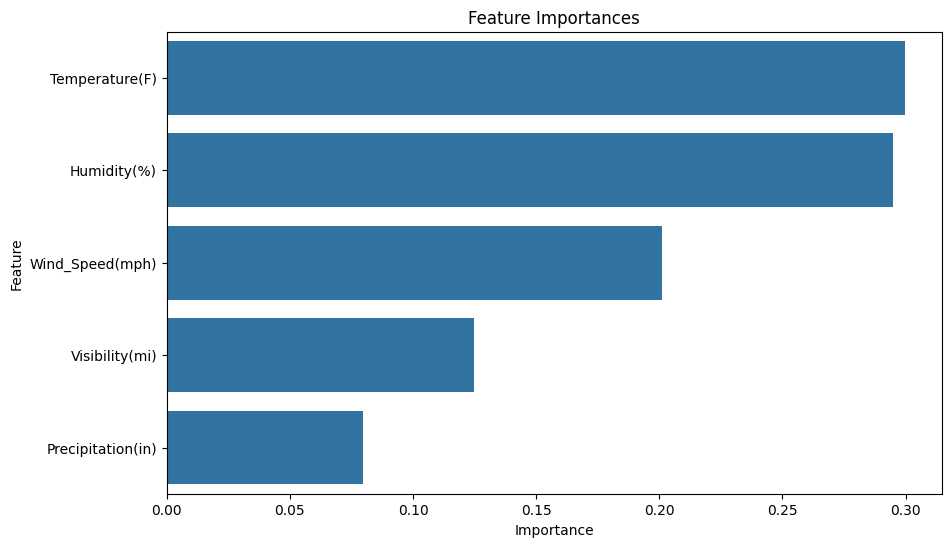 Feature Importances
Temperature(F)
Humidity(%)
Wind_Speed(mph)
Visibility(mi)
Precipitation(in)
Feature
0.00 0.05 0.10 0.15 0.20 0.25 0.30
Importance